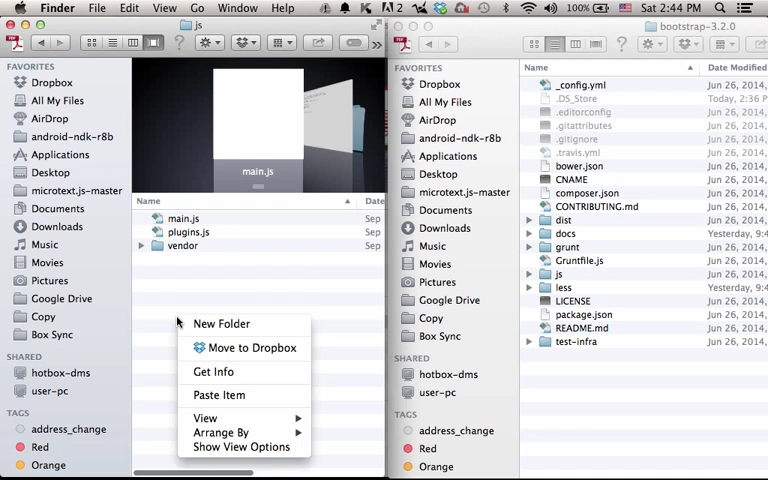 Finder File Edit View Go Window Help
2
100%
Sat 2:44 PM
js
FAVORITES
Dropbox
All My Files
AirDrop
android-ndk-r8b
Applications
Desktop
microtext.js-master
Documents
Downloads
Music
Movies
Pictures
Google Drive
Copy
Box Sync
SHARED
hotbox-dms
user-pc
TAGS
address_change
Red
Orange
main.js
Name Date
main.js Sep
plugins.js Sep
vendor Sep
New Folder
Move to Dropbox
Get Info
Paste Item
View
Arrange By
Show View Options
bootstrap-3.2.0
FAVORITES
Dropbox
All My Files
AirDrop
android-ndk-r8b
Applications
Desktop
microtext.js-master
Documents
Downloads
Music
Movies
Pictures
Google Drive
Copy
Box Sync
SHARED
hotbox-dms
user-pc
TAGS
address_change
Red
Orange
Name Date Modified
_config.yml Jun 26, 2014,
.DS_Store Today, 2:36 P
.editorconfig Jun 26, 2014,
.gitattributes Jun 26, 2014,
.gitignore Jun 26, 2014,
.travis.yml Jun 26, 2014,
bower.json Jun 26, 2014,
CNAME Jun 26, 2014,
composer.json Jun 26, 2014,
CONTRIBUTING.md Jun 26, 2014,
dist Jun 26, 2014,
docs Yesterday, 9:4
grunt Jun 26, 2014,
Gruntfile.js Jun 26, 2014,
js Jun 26, 2014,
less Jun 26, 2014,
LICENSE Jun 26, 2014,
package.json Jun 26, 2014,
README.md Jun 26, 2014,
test-infra Jun 26, 2014,